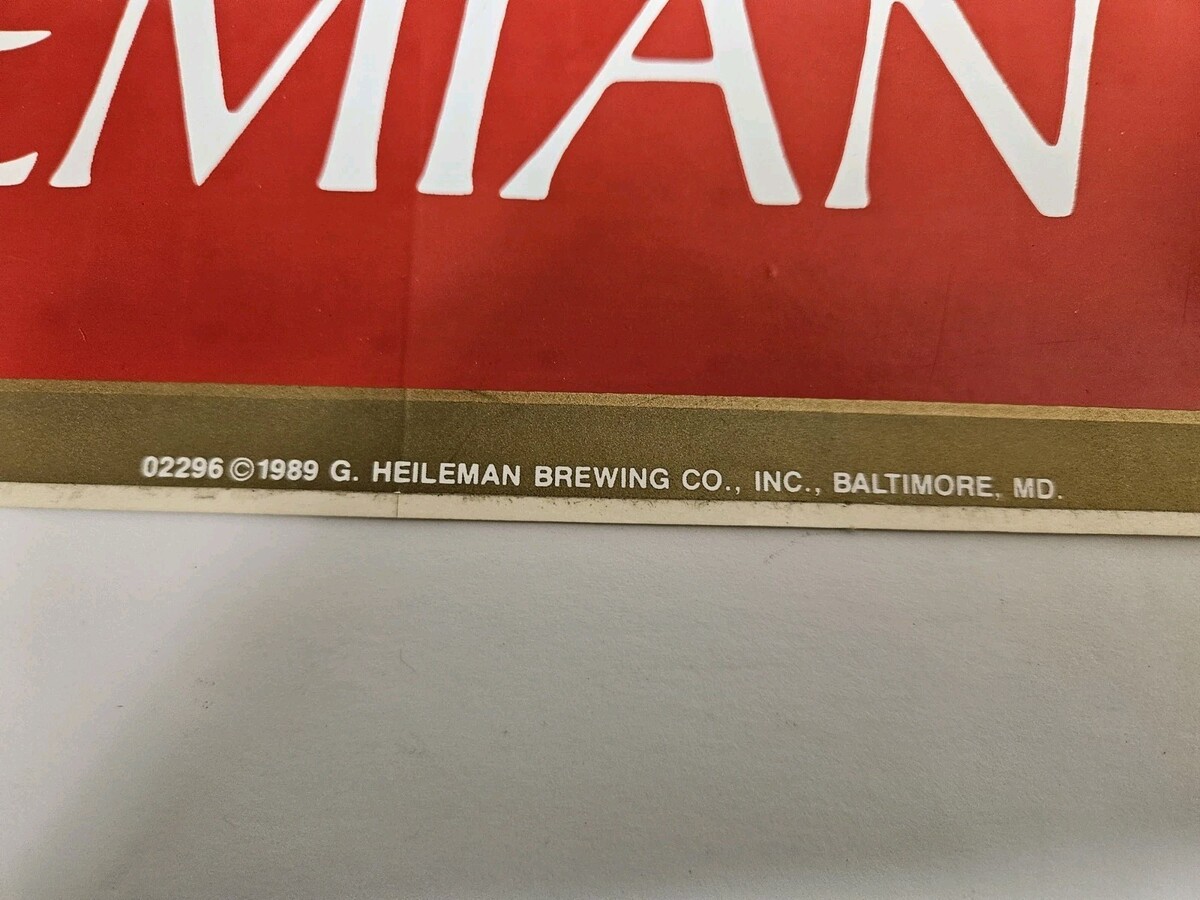 EMIAN
02296 ©1989 G. HEILEMAN BREWING CO., INC., BALTIMORE, MD.